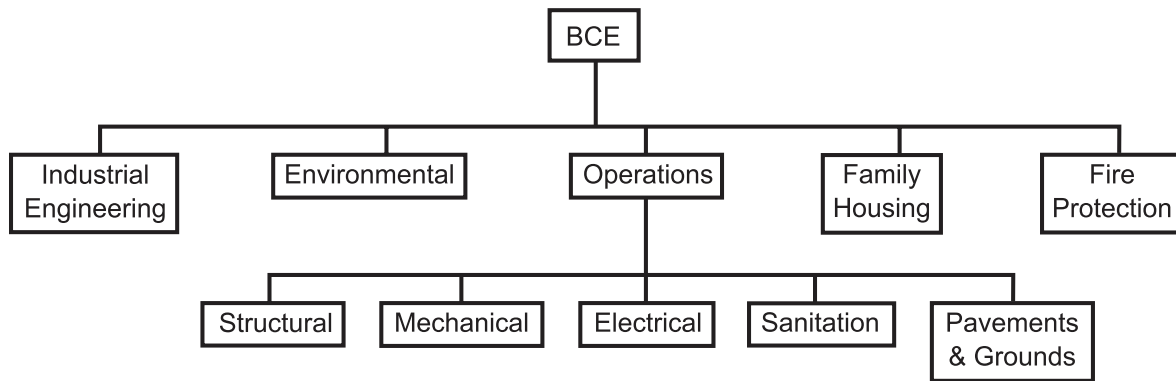 BCE
Industrial
Engineering
Environmental
Operations
Family
Housing
Fire
Protection
Structural
Mechanical
Electrical
Sanitation
Pavements
& Grounds